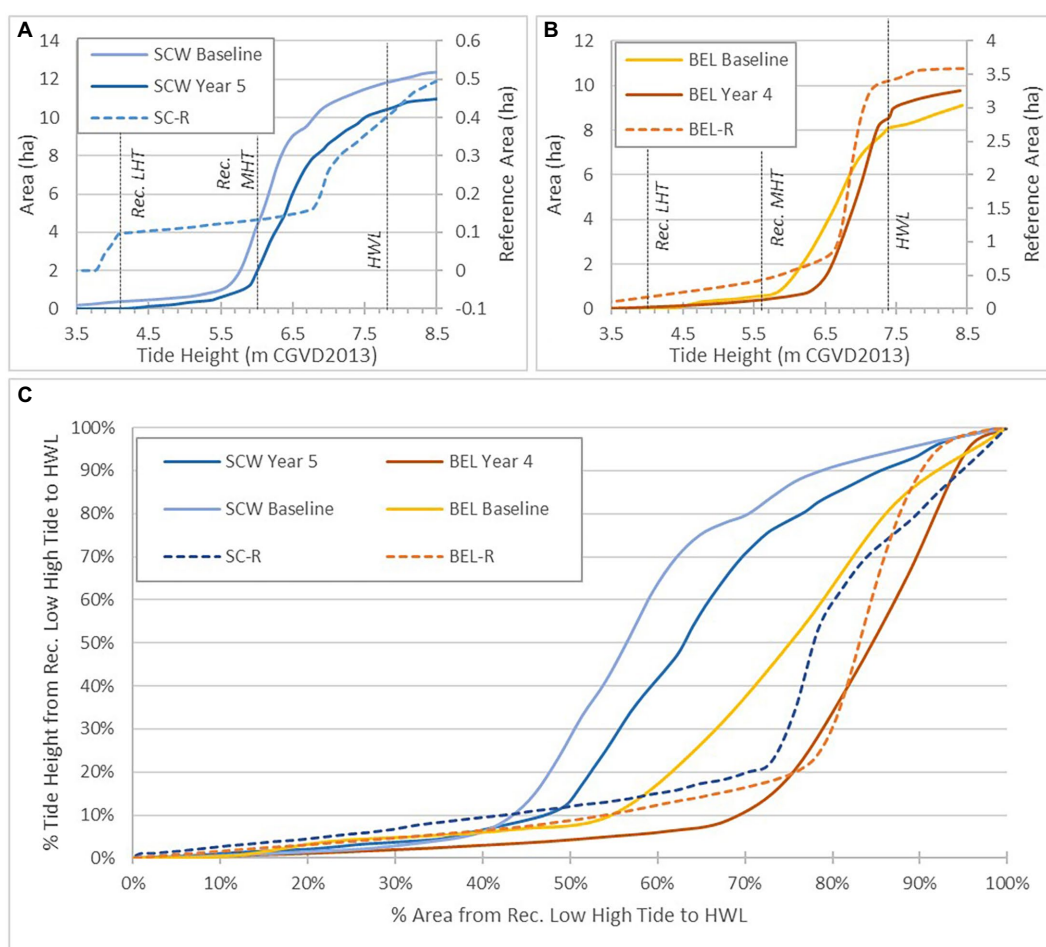 A
14
12
10
8
6
4
2
0
Area (ha)
SCW Baseline
SCW Year 5
SC-R
Rec. LHT
Rec.
MHT
HWL
0.6
0.5
0.4
0.3
0.2
0.1
0
-0.1
Reference Area (ha)
3.5 4.5 5.5 6.5 7.5 8.5
Tide Height (m CGVD2013)
B
12
10
8
6
4
2
0
Area (ha)
BEL Baseline
BEL Year 4
BEL-R
Rec. LHT
Rec. MHT
HWL
4
3.5
3
2.5
2
1.5
1
0.5
0
Reference Area (ha)
3.5 4.5 5.5 6.5 7.5 8.5
Tide Height (m CGVD2013)
C
100%
90%
80%
70%
60%
50%
40%
30%
20%
10%
0%
% Tide Height from Rec. Low High Tide to HWL
SCW Year 5 BEL Year 4
SCW Baseline BEL Baseline
SC-R BEL-R
0% 10% 20% 30% 40% 50% 60% 70% 80% 90% 100%
% Area from Rec. Low High Tide to HWL